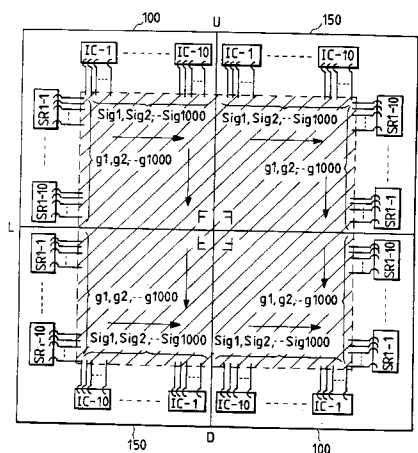 100 U 150
IC-1 IC-10 IC-1 IC-10
SR1-1 Sig1,Sig2,--Sig1000 Sig1,Sig2,--Sig1000 SR1-10
g1,g2,--g1000 g1,g2,--g1000
SR1-10 SR1-1
F F
L
F F
SR1-1 SR1-10
g1,g2,--g1000 g1,g2,--g1000
SR1-10 Sig1,Sig2,--Sig1000 Sig1,Sig2,--Sig1000 SR1-1
IC-10 IC-1 IC-10 IC-1
150 D 100